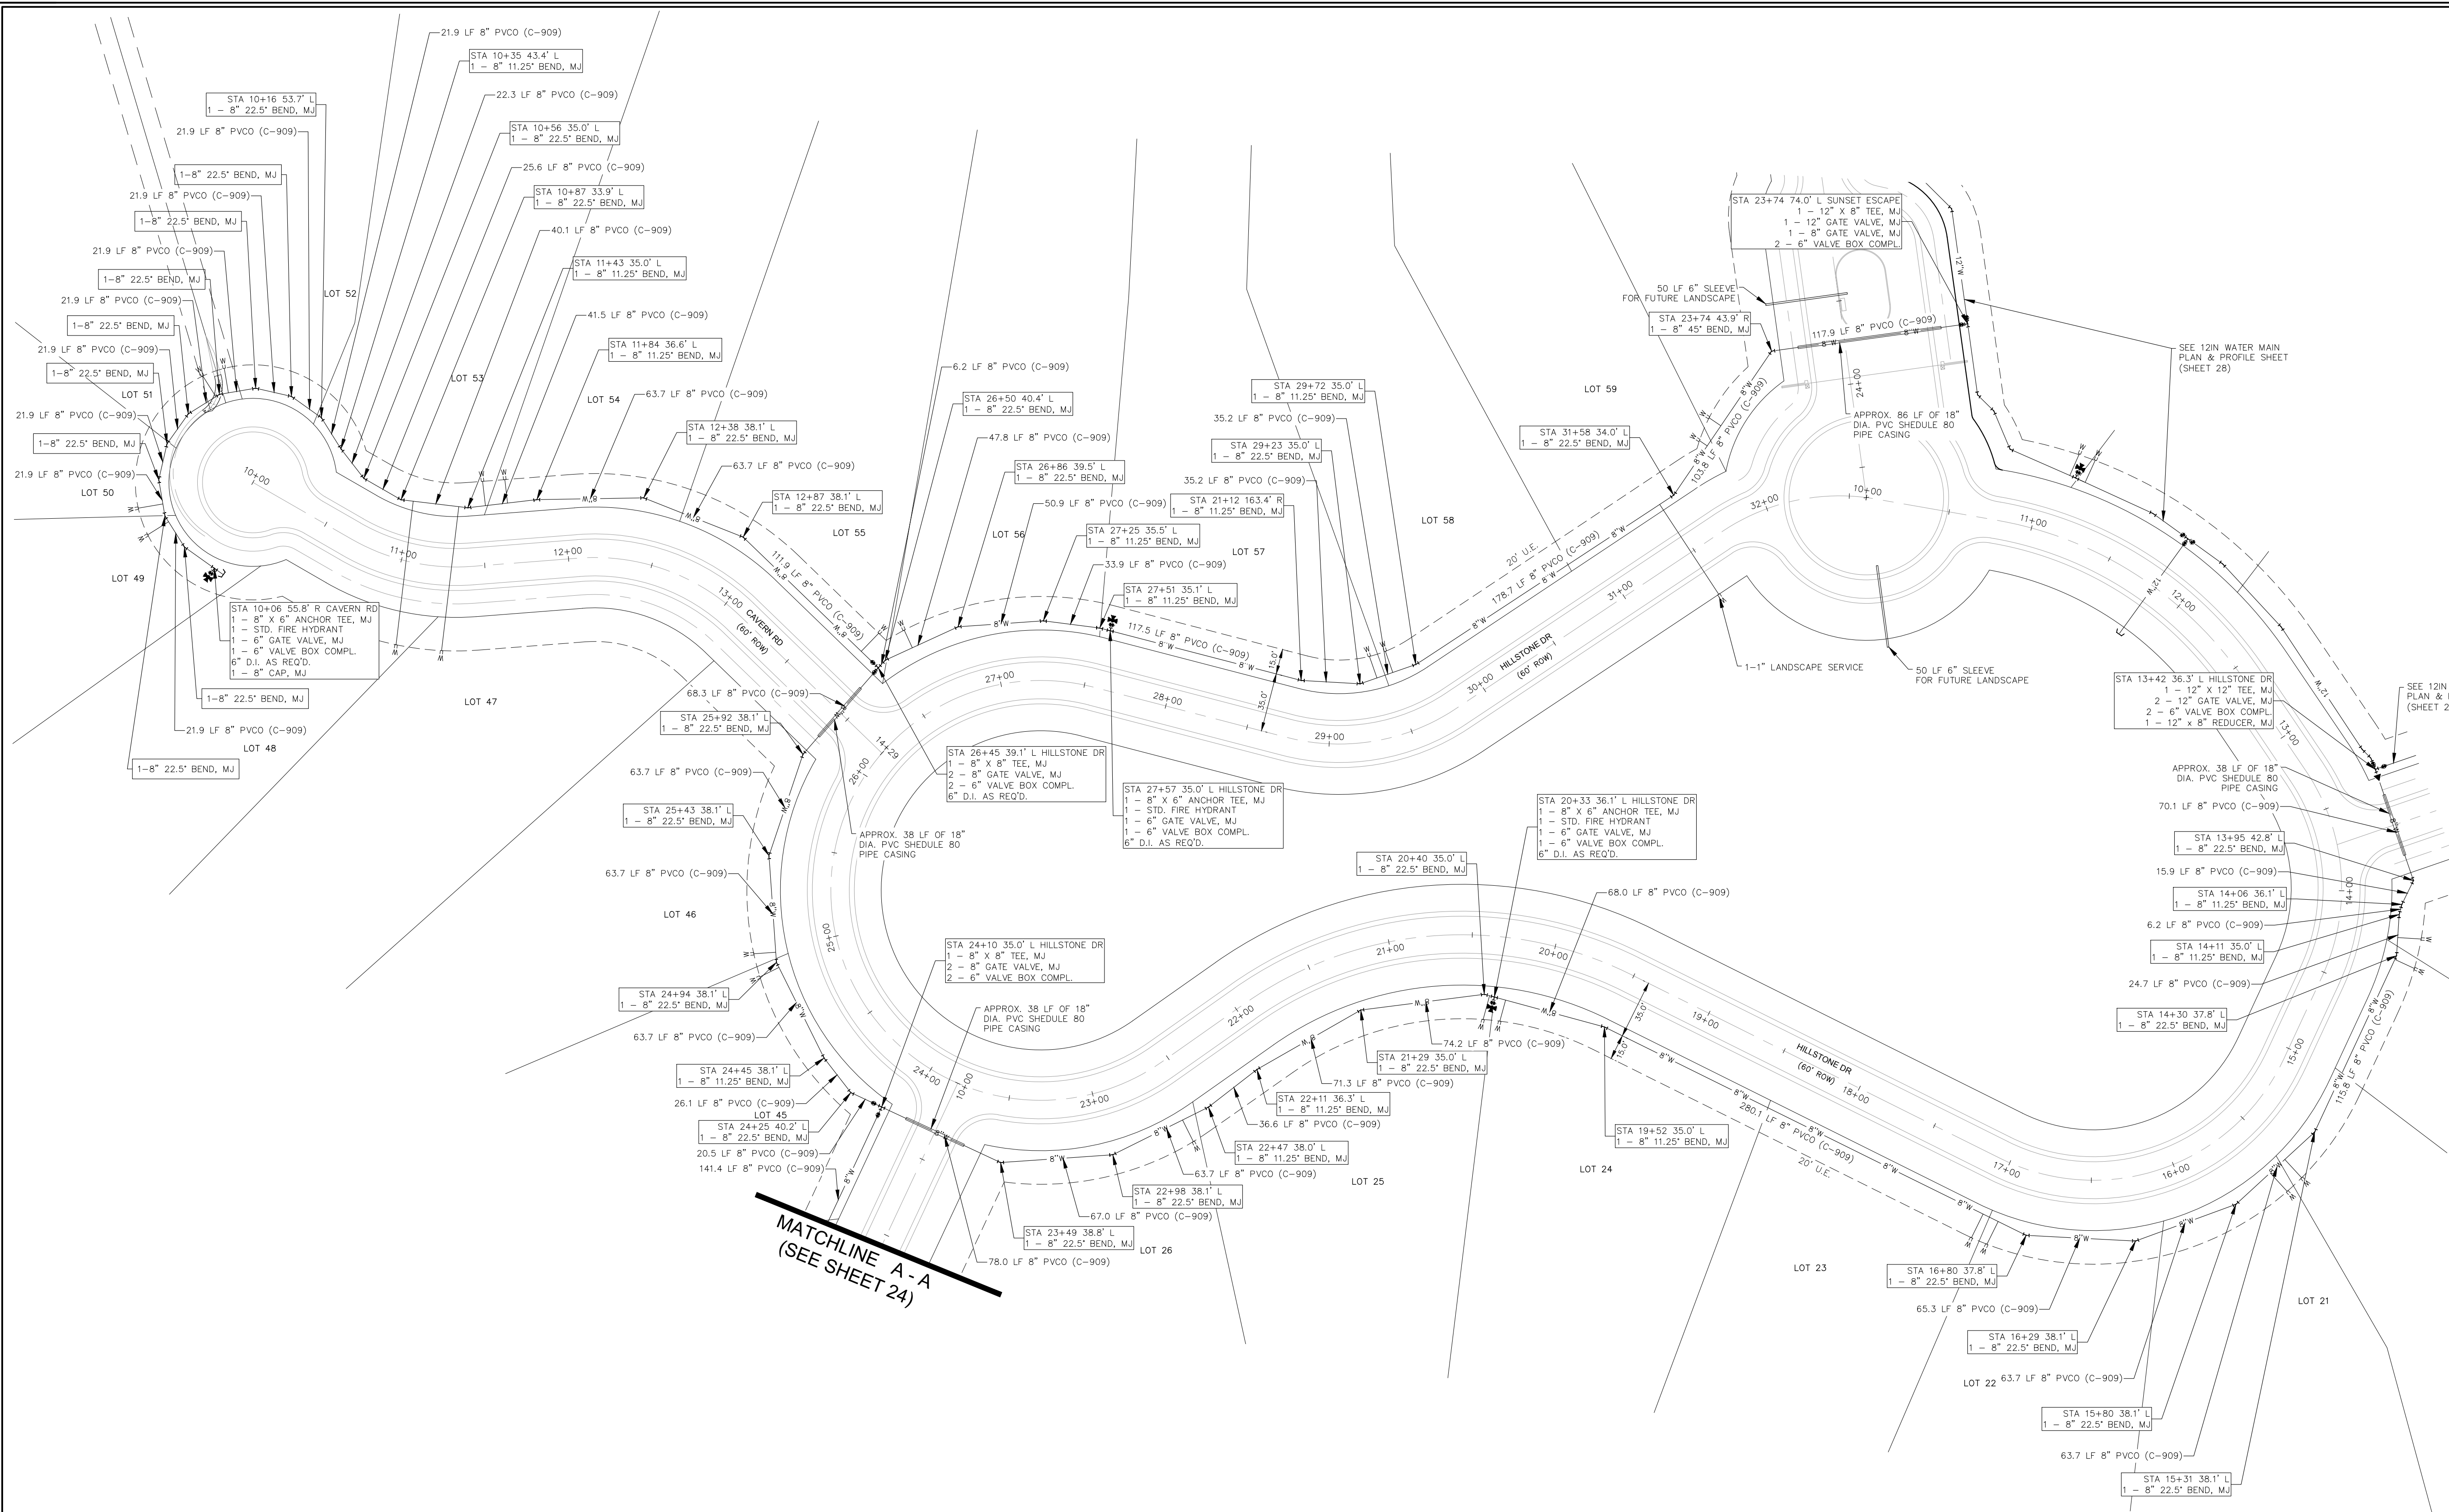 21.9 LF 8" PVCO (C-909)
STA 10+35 43.4' L
1 - 8" 11.25° BEND, MJ
STA 10+16 53.7' L
1 - 8" 22.5° BEND, MJ
22.3 LF 8" PVCO (C-909)
21.9 LF 8" PVCO (C-909)
STA 10+56 35.0' L
1 - 8" 22.5° BEND, MJ
1-8" 22.5° BEND, MJ
25.6 LF 8" PVCO (C-909)
21.9 LF 8" PVCO (C-909)
STA 10+87 33.9' L
1 - 8" 22.5° BEND, MJ
1-8" 22.5° BEND, MJ
40.1 LF 8" PVCO (C-909)
21.9 LF 8" PVCO (C-909)
STA 11+43 35.0' L
1 - 8" 11.25° BEND, MJ
1-8" 22.5° BEND, MJ
LOT 52
21.9 LF 8" PVCO (C-909)
41.5 LF 8" PVCO (C-909)
1-8" 22.5° BEND, MJ
STA 11+84 36.6' L
1 - 8" 11.25° BEND, MJ
21.9 LF 8" PVCO (C-909)
1-8" 22.5° BEND, MJ
LOT 51
LOT 53
LOT 54
63.7 LF 8" PVCO (C-909)
21.9 LF 8" PVCO (C-909)
STA 12+38 38.1' L
1 - 8" 22.5° BEND, MJ
1-8" 22.5° BEND, MJ
63.7 LF 8" PVCO (C-909)
21.9 LF 8" PVCO (C-909)
LOT 50
STA 12+87 38.1' L
1 - 8" 22.5° BEND, MJ
LOT 55
111.9 LF 8" PVCO (C-909)
10+00
11+00
12+00
13+00
CAVERN RD
(60' ROW)
14+29
LOT 49
STA 10+06 55.8' R CAVERN RD
1 - 8" X 6" ANCHOR TEE, MJ
1 - STD. FIRE HYDRANT
1 - 6" GATE VALVE, MJ
1 - 6" VALVE BOX COMPL.
6" D.I. AS REQ'D.
1 - 8" CAP, MJ
1-8" 22.5° BEND, MJ
21.9 LF 8" PVCO (C-909)
LOT 48
1-8" 22.5° BEND, MJ
LOT 47
6.2 LF 8" PVCO (C-909)
STA 26+50 40.4' L
1 - 8" 22.5° BEND, MJ
47.8 LF 8" PVCO (C-909)
STA 26+86 39.5' L
1 - 8" 22.5° BEND, MJ
50.9 LF 8" PVCO (C-909)
LOT 56
STA 27+25 35.5' L
1 - 8" 11.25° BEND, MJ
33.9 LF 8" PVCO (C-909)
STA 27+51 35.1' L
1 - 8" 11.25° BEND, MJ
117.5 LF 8" PVCO (C-909)
LOT 57
STA 29+72 35.0' L
1 - 8" 11.25° BEND, MJ
35.2 LF 8" PVCO (C-909)
STA 29+23 35.0' L
1 - 8" 22.5° BEND, MJ
35.2 LF 8" PVCO (C-909)
STA 21+12 163.4' R
1 - 8" 11.25° BEND, MJ
LOT 58
15.0'
35.0'
20' U.E.
178.7 LF 8" PVCO (C-909)
LOT 59
STA 31+58 34.0' L
1 - 8" 22.5° BEND, MJ
103.8 LF 8" PVCO (C-909)
STA 23+74 74.0' L SUNSET ESCAPE
1 - 12" X 8" TEE, MJ
1 - 12" GATE VALVE, MJ
1 - 8" GATE VALVE, MJ
2 - 6" VALVE BOX COMPL.
50 LF 6" SLEEVE
FOR FUTURE LANDSCAPE
STA 23+74 43.9' R
1 - 8" 45° BEND, MJ
117.9 LF 8" PVCO (C-909)
12"W
SEE 12IN WATER MAIN
PLAN & PROFILE SHEET
(SHEET 28)
24+00
APPROX. 86 LF OF 18"
DIA. PVC SHEDULE 80
PIPE CASING
10+00
11+00
12+00
13+00
14+00
15+00
16+00
17+00
18+00
19+00
20+00
21+00
22+00
23+00
24+00
10+00
25+00
26+00
27+00
28+00
29+00
30+00
31+00
32+00
HILLSTONE DR
(60' ROW)
1-1" LANDSCAPE SERVICE
50 LF 6" SLEEVE
FOR FUTURE LANDSCAPE
12"W
12"W
STA 13+42 36.3' L HILLSTONE DR
1 - 12" X 12" TEE, MJ
2 - 12" GATE VALVE, MJ
2 - 6" VALVE BOX COMPL.
1 - 12" x 8" REDUCER, MJ
SEE 12IN
PLAN &
(SHEET 2
APPROX. 38 LF OF 18"
DIA. PVC SHEDULE 80
PIPE CASING
70.1 LF 8" PVCO (C-909)
STA 13+95 42.8' L
1 - 8" 22.5° BEND, MJ
15.9 LF 8" PVCO (C-909)
STA 14+06 36.1' L
1 - 8" 11.25° BEND, MJ
6.2 LF 8" PVCO (C-909)
STA 14+11 35.0' L
1 - 8" 11.25° BEND, MJ
24.7 LF 8" PVCO (C-909)
STA 14+30 37.8' L
1 - 8" 22.5° BEND, MJ
115.8 LF 8" PVCO (C-909)
68.3 LF 8" PVCO (C-909)
STA 25+92 38.1' L
1 - 8" 22.5° BEND, MJ
63.7 LF 8" PVCO (C-909)
STA 25+43 38.1' L
1 - 8" 22.5° BEND, MJ
63.7 LF 8" PVCO (C-909)
LOT 46
APPROX. 38 LF OF 18"
DIA. PVC SHEDULE 80
PIPE CASING
STA 26+45 39.1' L HILLSTONE DR
1 - 8" X 8" TEE, MJ
2 - 8" GATE VALVE, MJ
2 - 6" VALVE BOX COMPL.
6" D.I. AS REQ'D.
STA 27+57 35.0' L HILLSTONE DR
1 - 8" X 6" ANCHOR TEE, MJ
1 - STD. FIRE HYDRANT
1 - 6" GATE VALVE, MJ
1 - 6" VALVE BOX COMPL.
6" D.I. AS REQ'D.
STA 20+33 36.1' L HILLSTONE DR
1 - 8" X 6" ANCHOR TEE, MJ
1 - STD. FIRE HYDRANT
1 - 6" GATE VALVE, MJ
1 - 6" VALVE BOX COMPL.
6" D.I. AS REQ'D.
STA 20+40 35.0' L
1 - 8" 22.5° BEND, MJ
68.0 LF 8" PVCO (C-909)
STA 24+10 35.0' L HILLSTONE DR
1 - 8" X 8" TEE, MJ
2 - 8" GATE VALVE, MJ
2 - 6" VALVE BOX COMPL.
APPROX. 38 LF OF 18"
DIA. PVC SHEDULE 80
PIPE CASING
STA 24+94 38.1' L
1 - 8" 22.5° BEND, MJ
63.7 LF 8" PVCO (C-909)
STA 24+45 38.1' L
1 - 8" 11.25° BEND, MJ
26.1 LF 8" PVCO (C-909)
LOT 45
STA 24+25 40.2' L
1 - 8" 22.5° BEND, MJ
20.5 LF 8" PVCO (C-909)
141.4 LF 8" PVCO (C-909)
MATCHLINE A - A
(SEE SHEET 24)
74.2 LF 8" PVCO (C-909)
STA 21+29 35.0' L
1 - 8" 22.5° BEND, MJ
71.3 LF 8" PVCO (C-909)
STA 22+11 36.3' L
1 - 8" 11.25° BEND, MJ
36.6 LF 8" PVCO (C-909)
STA 22+47 38.0' L
1 - 8" 11.25° BEND, MJ
63.7 LF 8" PVCO (C-909)
LOT 25
STA 22+98 38.1' L
1 - 8" 22.5° BEND, MJ
67.0 LF 8" PVCO (C-909)
STA 23+49 38.8' L
1 - 8" 22.5° BEND, MJ
LOT 26
78.0 LF 8" PVCO (C-909)
35.0'
15.0'
HILLSTONE DR
(60' ROW)
280.1 LF 8" PVCO (C-909)
20' U.E.
STA 19+52 35.0' L
1 - 8" 11.25° BEND, MJ
LOT 24
LOT 23
STA 16+80 37.8' L
1 - 8" 22.5° BEND, MJ
65.3 LF 8" PVCO (C-909)
STA 16+29 38.1' L
1 - 8" 22.5° BEND, MJ
LOT 22
63.7 LF 8" PVCO (C-909)
STA 15+80 38.1' L
1 - 8" 22.5° BEND, MJ
63.7 LF 8" PVCO (C-909)
STA 15+31 38.1' L
1 - 8" 22.5° BEND, MJ
LOT 21